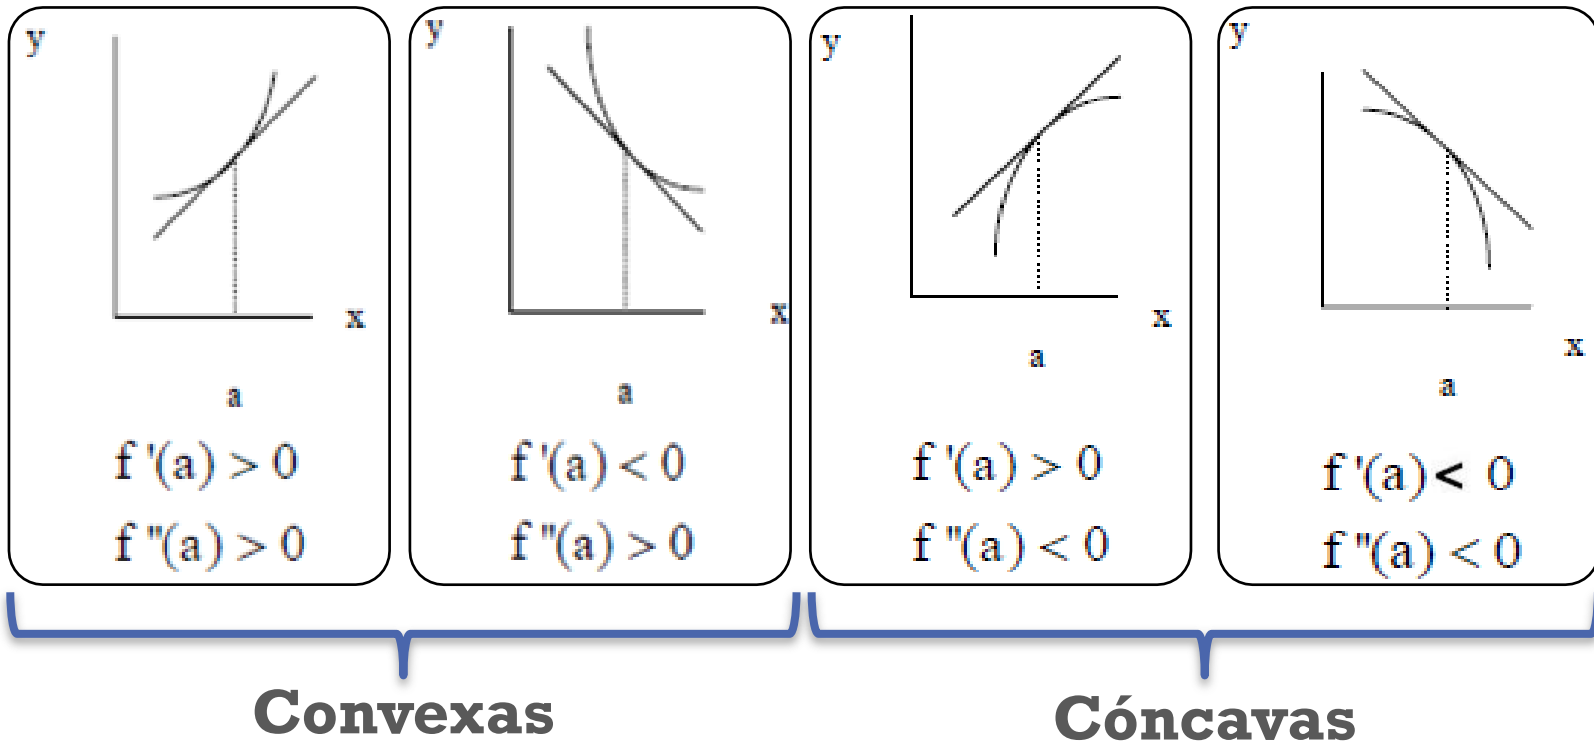 y
x
a
f '(a) > 0
f "(a) > 0
y
x
a
f '(a) < 0
f "(a) > 0
y
x
a
f '(a) > 0
f "(a) < 0
y
x
a
f '(a) < 0
f "(a) < 0
Convexas
Cóncavas